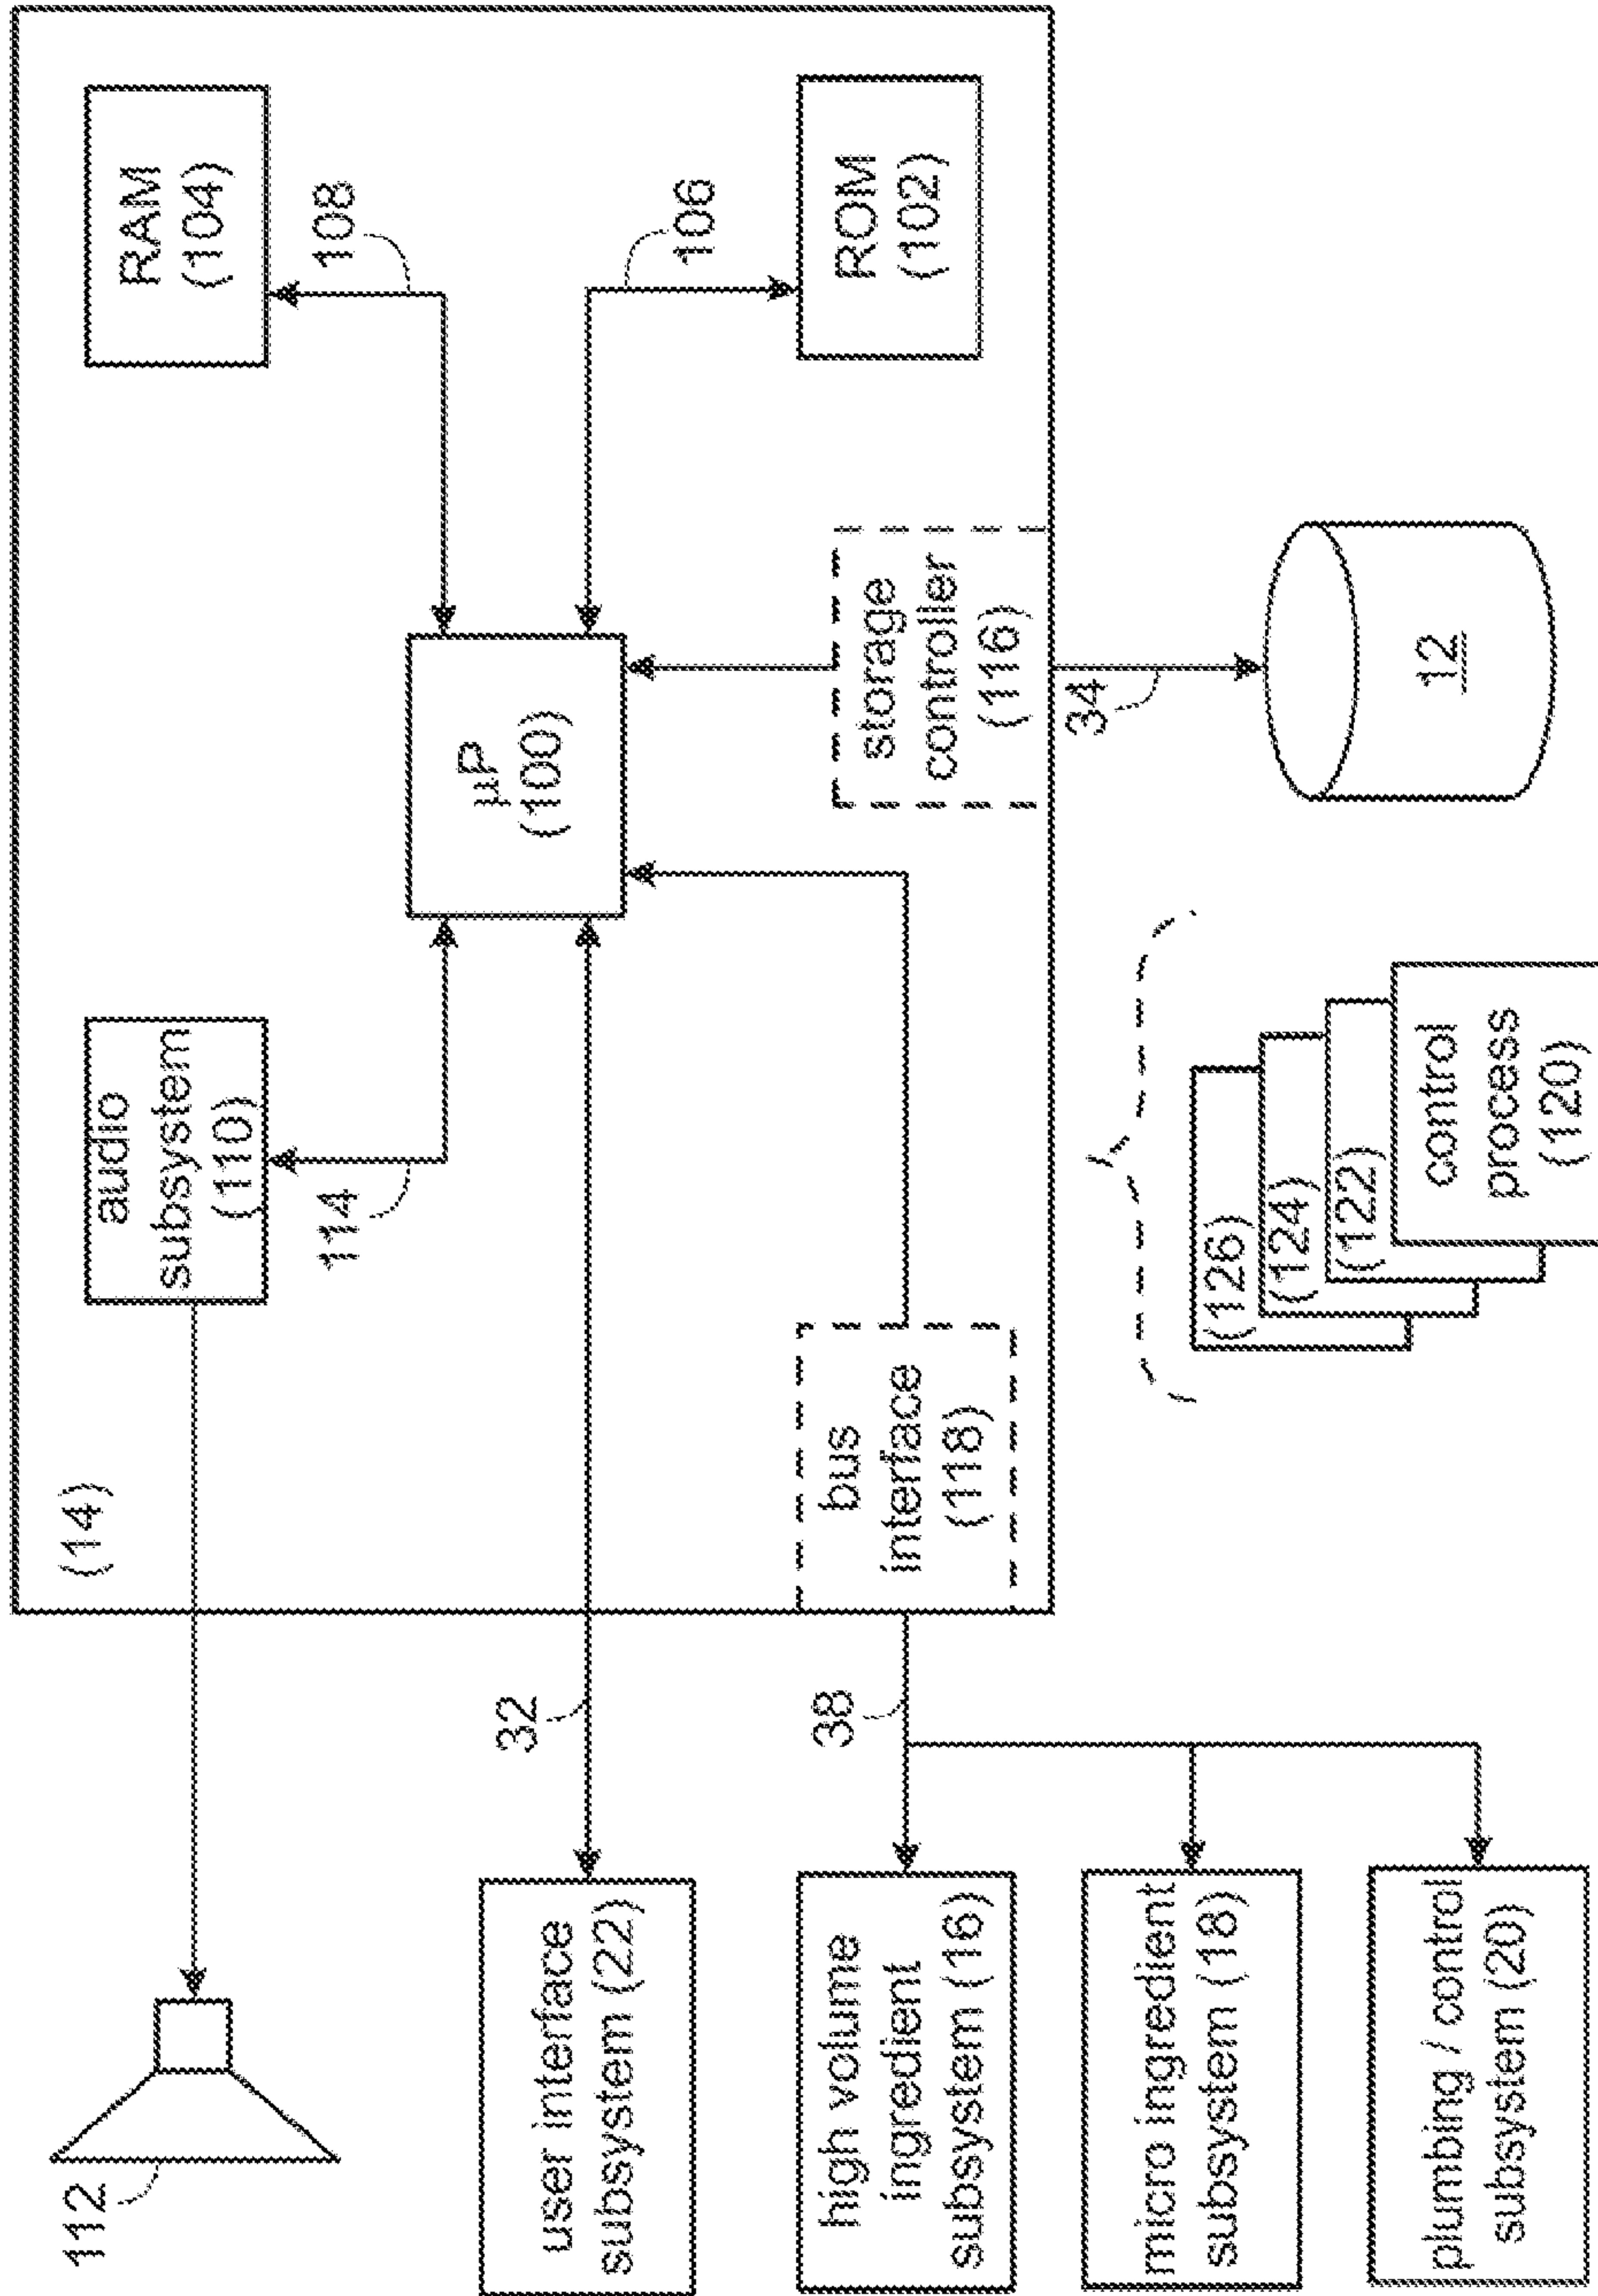 112
(14)
audio
subsystem
(110)
114
RAM
(104)
108
µP
(100)
106
ROM
(102)
32
user interface
subsystem (22)
bus
interface
(118)
storage
controller
(116)
38
34
high volume
ingredient
subsystem (16)
12
micro ingredient
subsystem (18)
(126)
(124)
(122)
control
process
(120)
plumbing / control
subsystem (20)